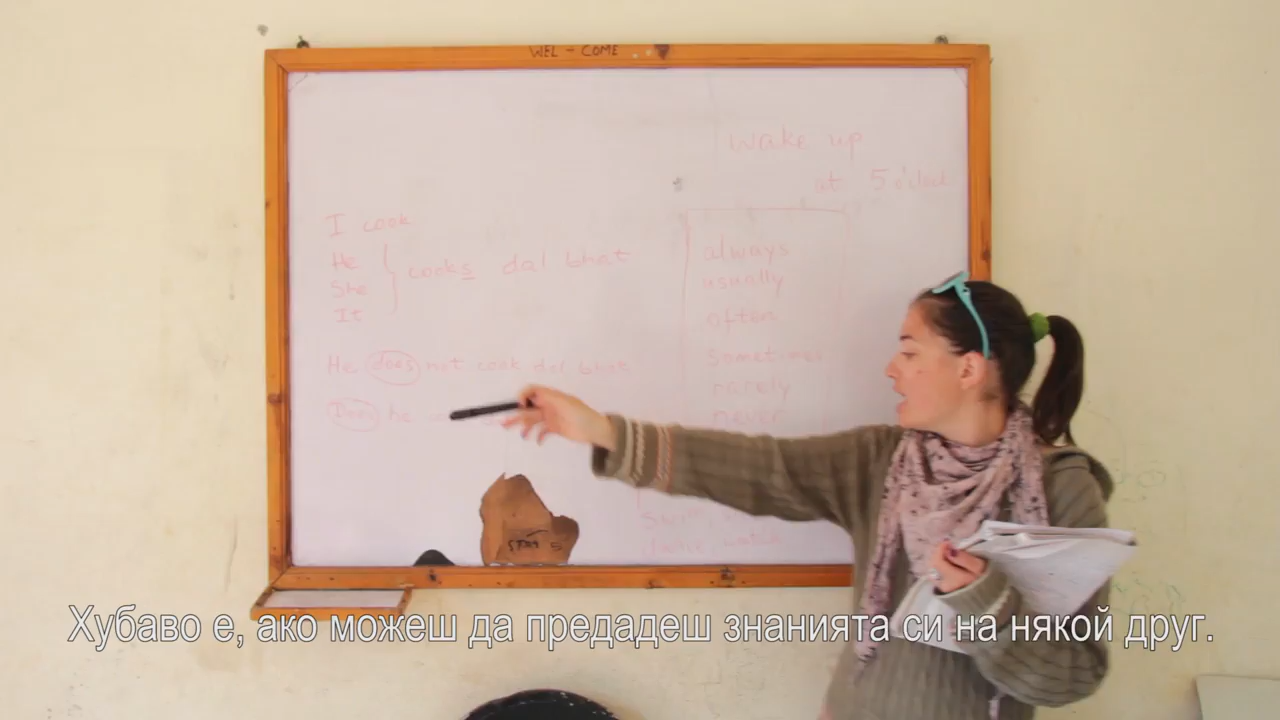 WEL - COME
wake up
at 5 o'clock
I cook
He
She
It
cooks dal bhat
He does not cook dal bhat
Does he
always
usually
often
sometimes
rarely
never
dance, watch
Хубаво е, ако можеш да предадеш знанията си на някой друг.